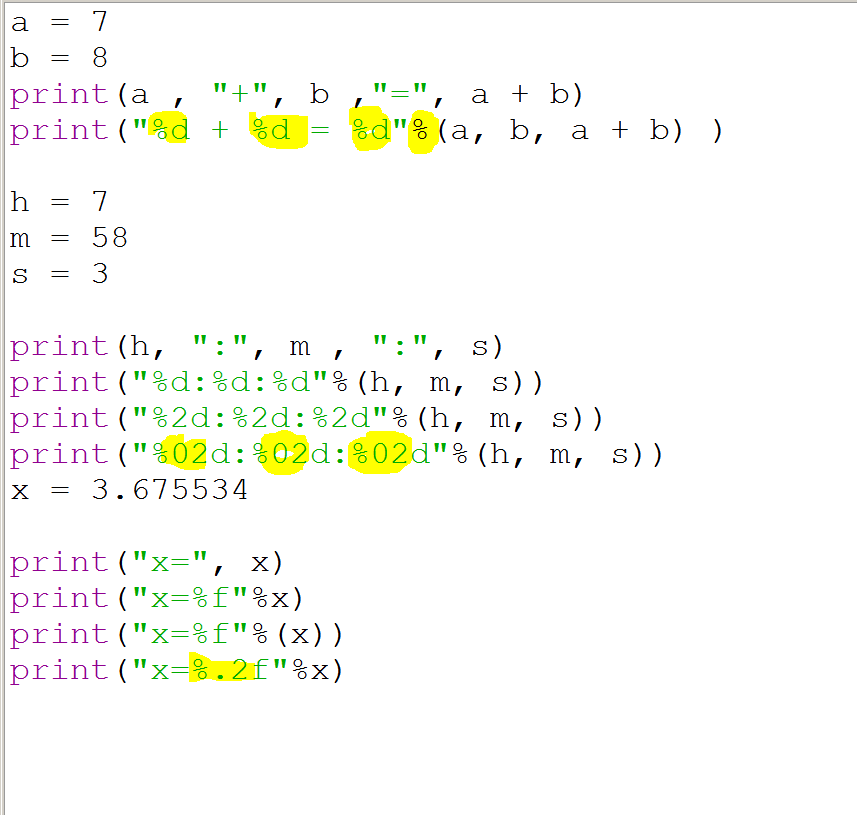 a = 7
b = 8
print(a , "+", b ,"=", a + b)
print("%d + %d = %d"%(a, b, a + b) )
h = 7
m = 58
s = 3
print(h, ":", m , ":", s)
print("%d:%d:%d"%(h, m, s))
print("%2d:%2d:%2d"%(h, m, s))
print("%02d:%02d:%02d"%(h, m, s))
x = 3.675534
print("x=", x)
print("x=%f"%x)
print("x=%f"%(x))
print("x=%.2f"%x)